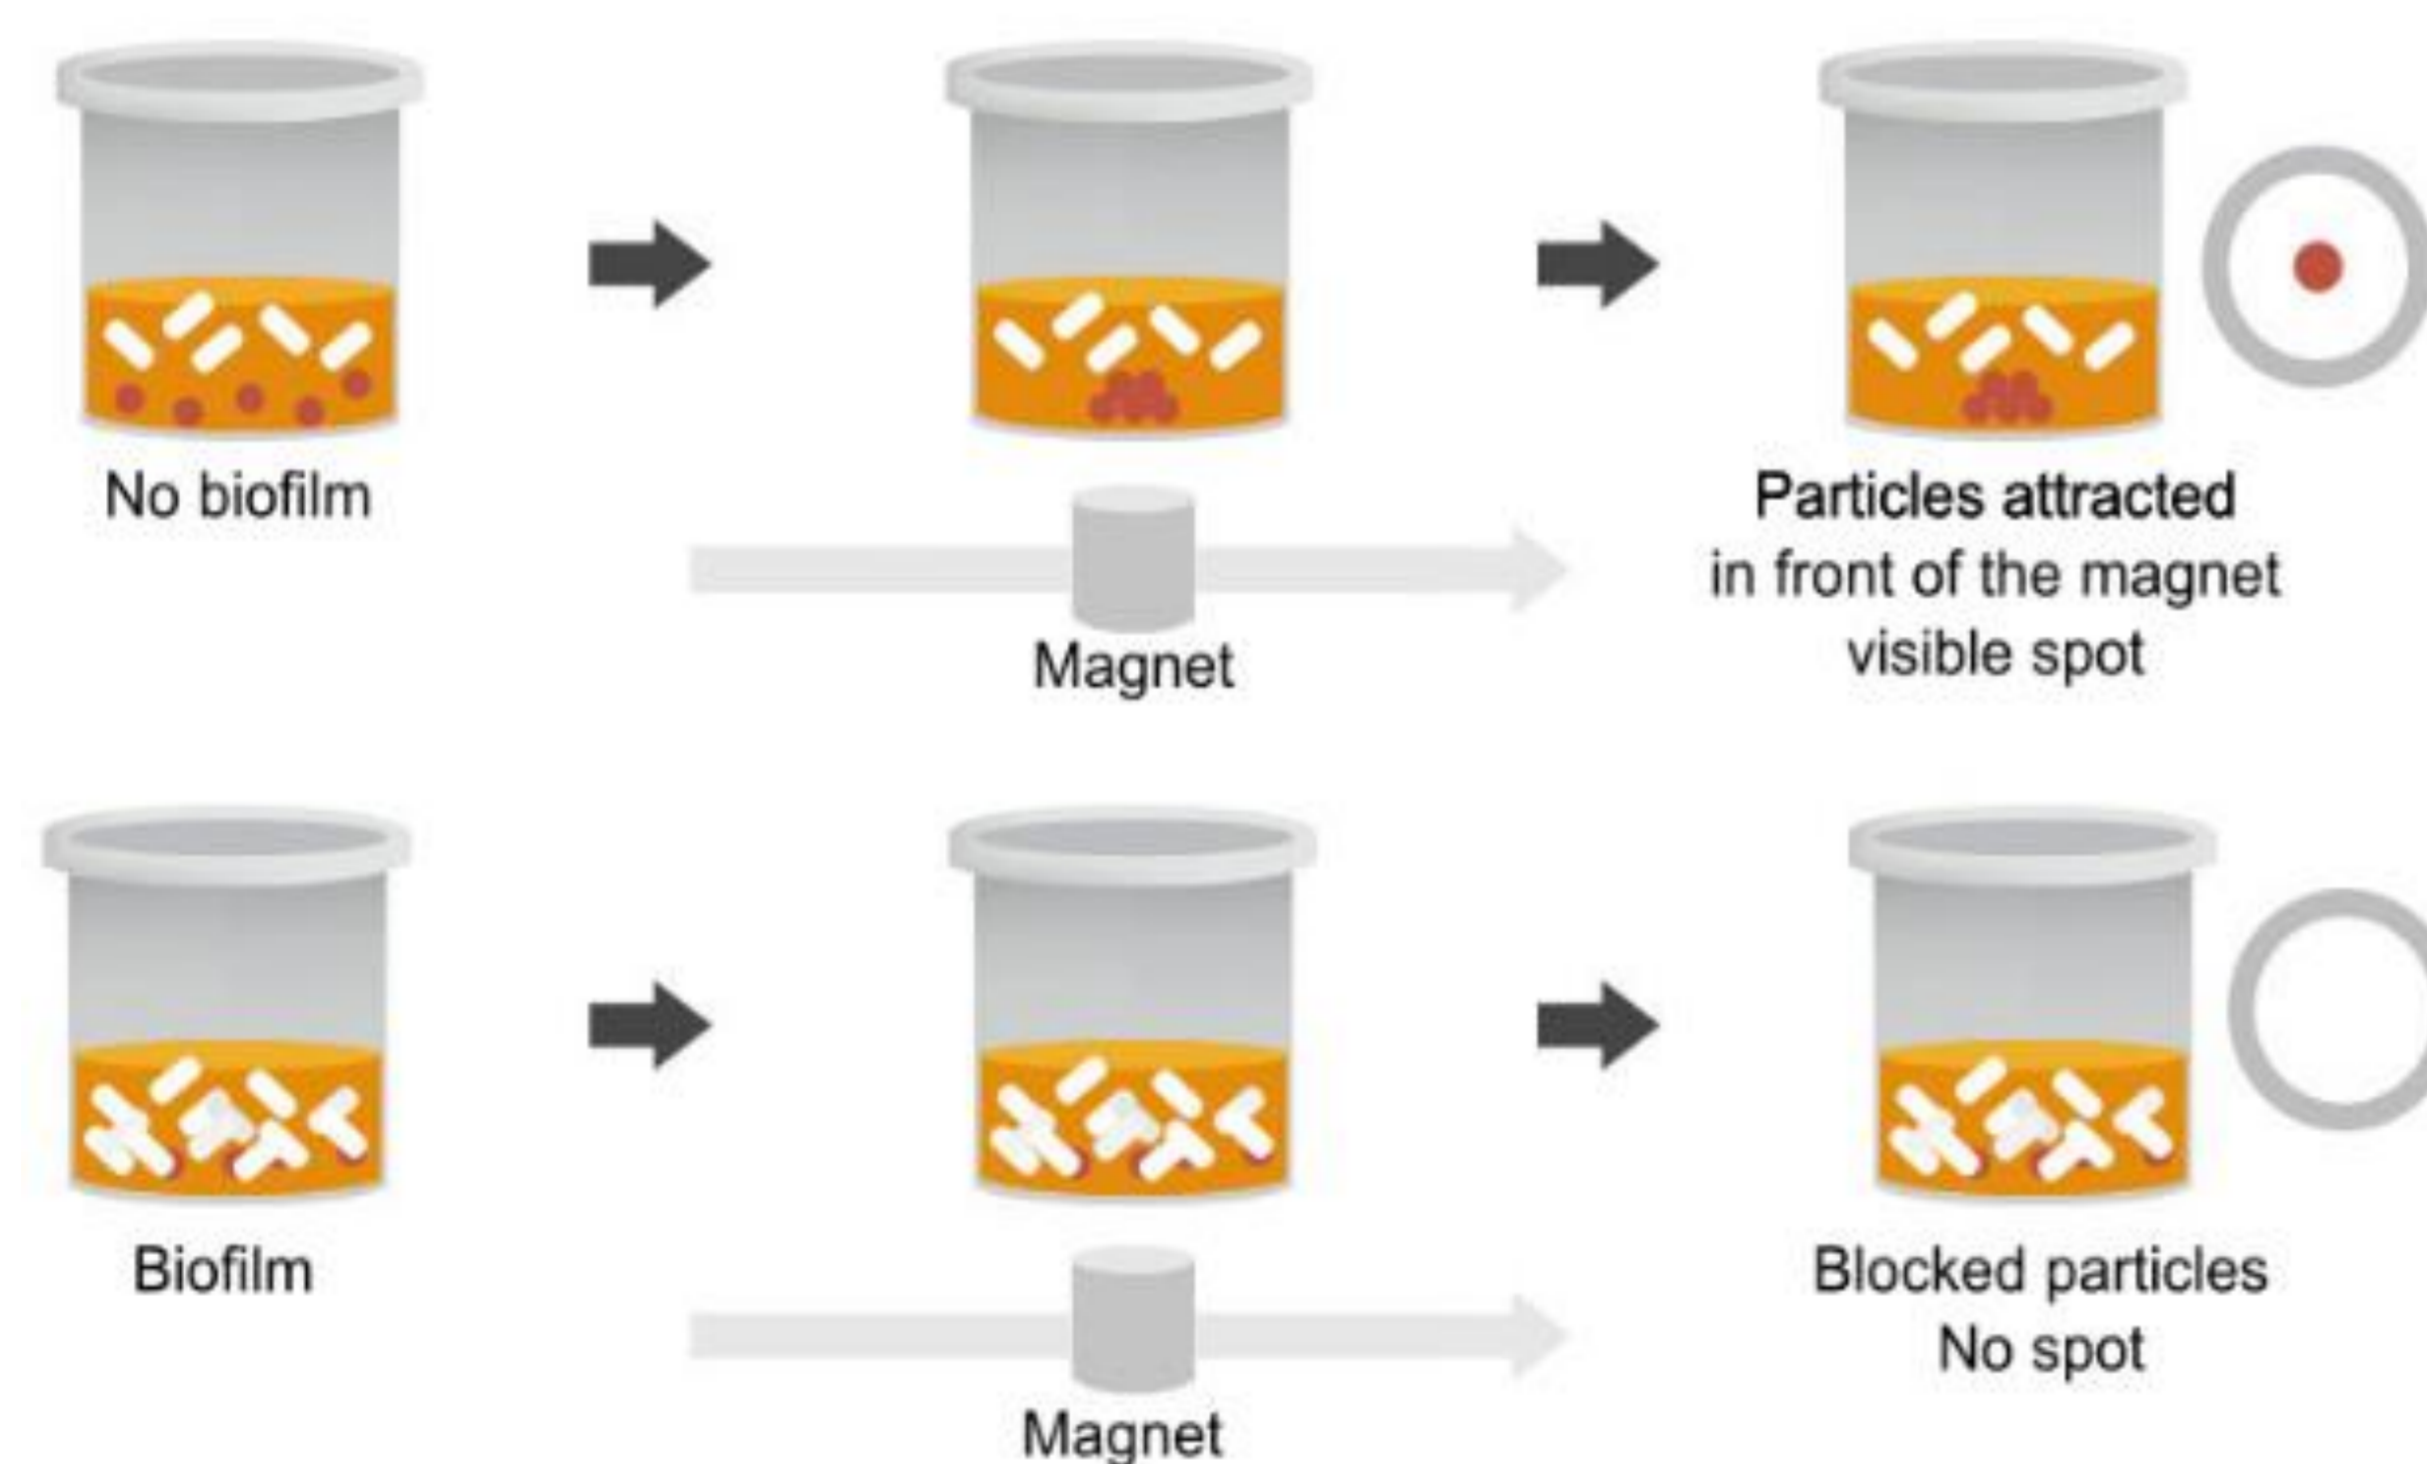 No biofilm
Magnet
Particles attracted
in front of the magnet
visible spot
Biofilm
Magnet
Blocked particles
No spot